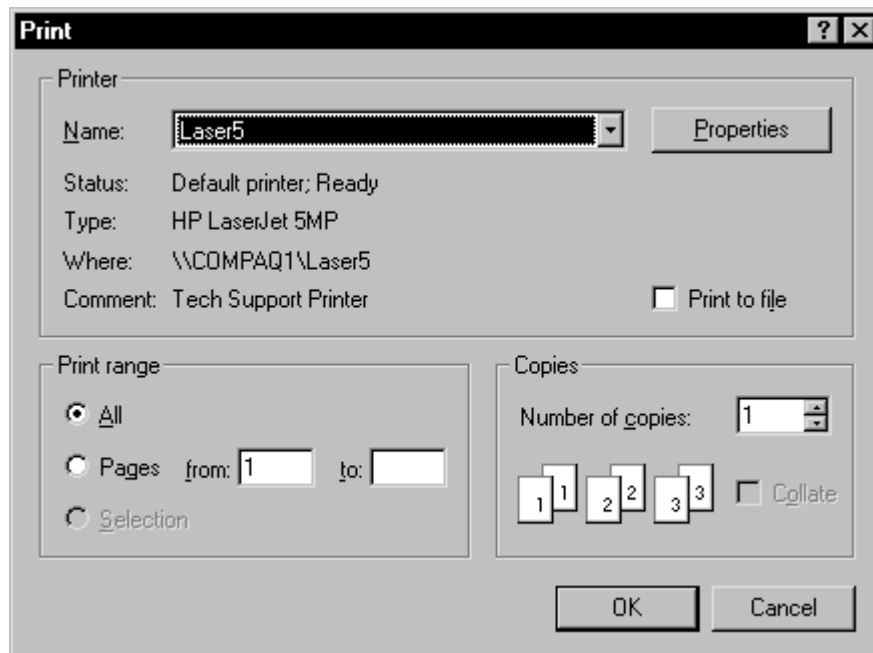 Print
Printer
Name: Laser5 Properties
Status: Default printer; Ready
Type: HP LaserJet 5MP
Where: \\COMPAQ1\Laser5
Comment: Tech Support Printer Print to file
Print range
All
Pages from: 1 to:
Selection
Copies
Number of copies: 1
1 1 2 2 3 3 Collate
OK Cancel